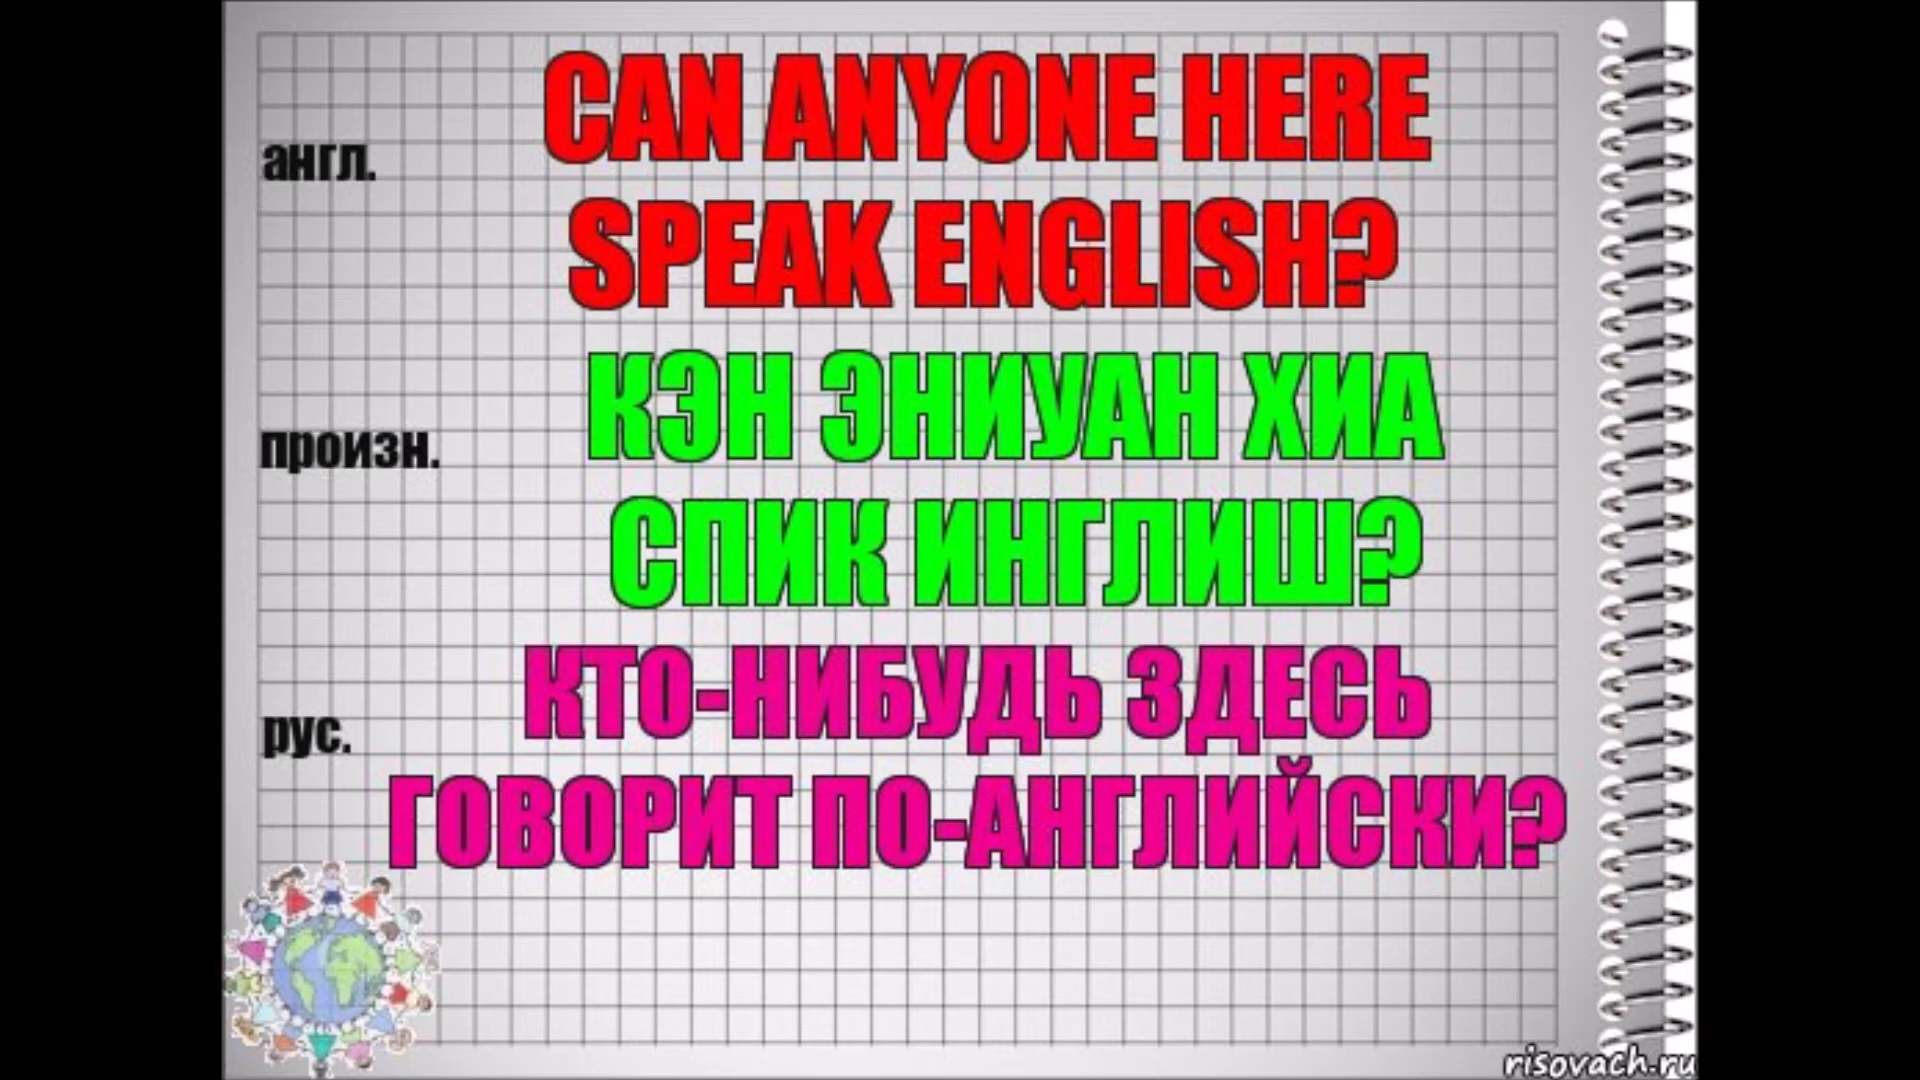 англ.
CAN ANYONE HERE
SPEAK ENGLISH?
произн.
КЭН ЭНИУАН ХИА
СПИК ИНГЛИШ?
рус.
КТО-НИБУДЬ ЗДЕСЬ
ГОВОРИТ ПО-АНГЛИЙСКИ?
risovach.ru